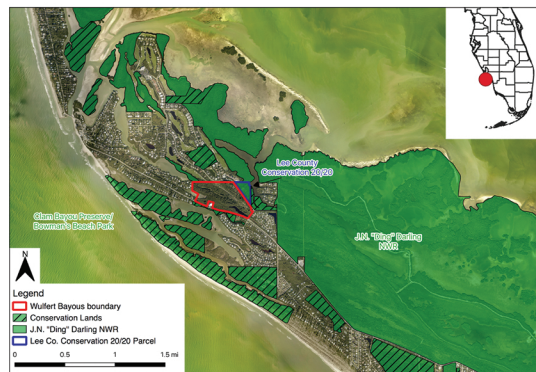 Lee County
Conservation 20/20
Clam Bayou Preserve/
Bowman's Beach Park
J.N. "Ding" Darling
NWR
N
Legend
Wulfert Bayous boundary
Conservation Lands
J.N. "Ding" Darling NWR
Lee Co. Conservation 20/20 Parcel
0 0.5 1 1.5 mi